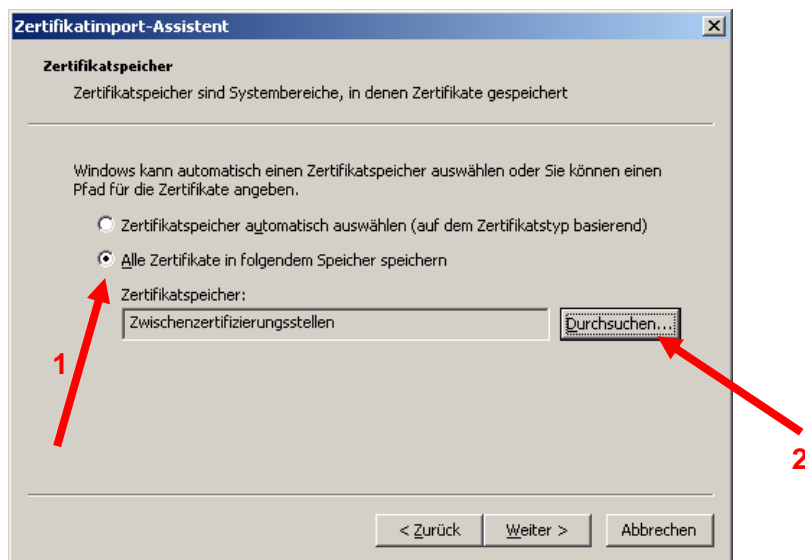 Zertifikatimport-Assistent
Zertifikatspeicher
Zertifikatspeicher sind Systembereiche, in denen Zertifikate gespeichert
Windows kann automatisch einen Zertifikatspeicher auswählen oder Sie können einen
Pfad für die Zertifikate angeben.
Zertifikatspeicher automatisch auswählen (auf dem Zertifikatstyp basierend)
Alle Zertifikate in folgendem Speicher speichern
Zertifikatspeicher:
Zwischenzertifizierungsstellen
Durchsuchen...
1
2
< Zurück
Weiter >
Abbrechen